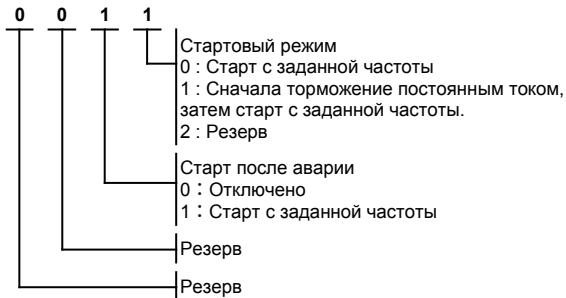 0 0 1 1
Стартовый режим
0 : Старт с заданной частоты
1 : Сначала торможение постоянным током,
затем старт с заданной частоты.
2 : Резерв
Старт после аварии
0：Отключено
1：Старт с заданной частоты
Резерв
Резерв